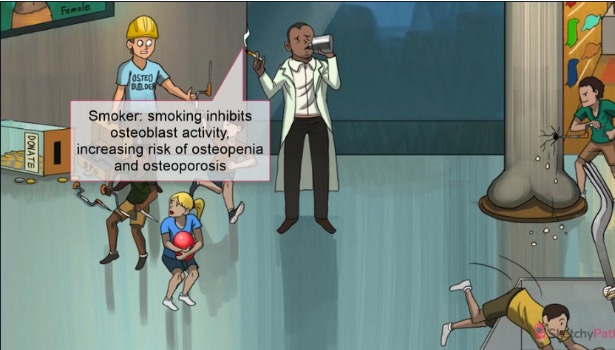 Female
OSTEO
BUILDER
Smoker: smoking inhibits
osteoblast activity,
increasing risk of osteopenia
and osteoporosis
DONATE
SketchyPath